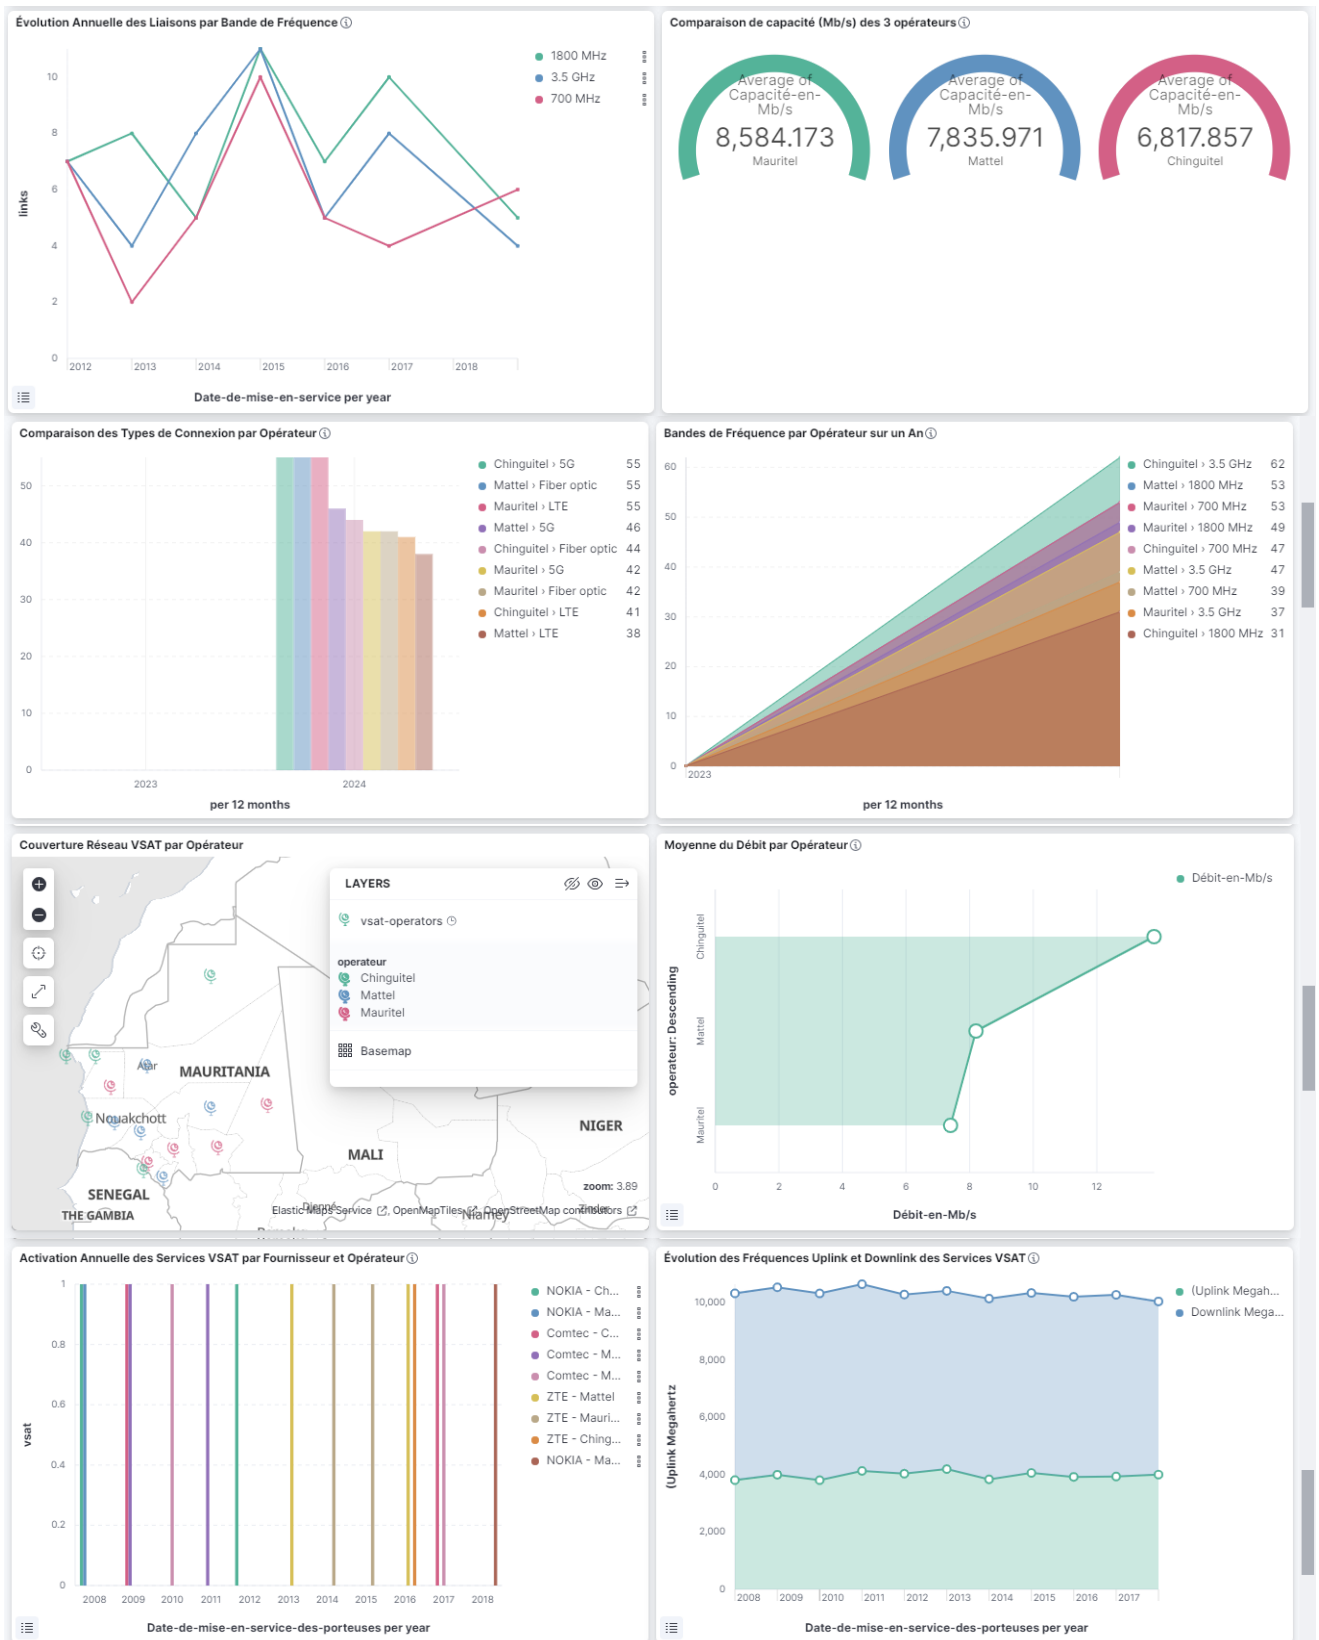 Évolution Annuelle des Liaisons par Bande de Fréquence
1800 MHz
3.5 GHz
700 MHz
10
8
6
4
2
0
links
2012 2013 2014 2015 2016 2017 2018
Date-de-mise-en-service per year
Comparaison de capacité (Mb/s) des 3 opérateurs
Average of
Capacité-en-
Mb/s
8,584.173
Mauritel
Average of
Capacité-en-
Mb/s
7,835.971
Mattel
Average of
Capacité-en-
Mb/s
6,817.857
Chinguitel
Comparaison des Types de Connexion par Opérateur
50
40
30
20
10
0
2023 2024
per 12 months
Chinguitel › 5G 55
Mattel › Fiber optic 55
Mauritel › LTE 55
Mattel › 5G 46
Chinguitel › Fiber optic 44
Mauritel › 5G 42
Mauritel › Fiber optic 42
Chinguitel › LTE 41
Mattel › LTE 38
Bandes de Fréquence par Opérateur sur un An
60
50
40
30
20
10
0
2023
per 12 months
Chinguitel › 3.5 GHz 62
Mattel › 1800 MHz 53
Mauritel › 700 MHz 53
Mauritel › 1800 MHz 49
Chinguitel › 700 MHz 47
Mattel › 3.5 GHz 47
Mattel › 700 MHz 39
Mauritel › 3.5 GHz 37
Chinguitel › 1800 MHz 31
Couverture Réseau VSAT par Opérateur
LAYERS
vsat-operators
operateur
Chinguitel
Mattel
Mauritel
Basemap
Atar
MAURITANIA
Nouakchott
NIGER
MALI
SENEGAL
THE GAMBIA
zoom: 3.89
Elastic Maps Service , OpenMapTiles , OpenStreetMap contributors
Niamey
Moyenne du Débit par Opérateur
Débit-en-Mb/s
operateur: Descending
Chinguitel
Mattel
Mauritel
0 2 4 6 8 10 12
Débit-en-Mb/s
Activation Annuelle des Services VSAT par Fournisseur et Opérateur
1
0.8
0.6
0.4
0.2
0
vsat
2008 2009 2010 2011 2012 2013 2014 2015 2016 2017 2018
Date-de-mise-en-service-des-porteuses per year
NOKIA - Ch...
NOKIA - Ma...
Comtec - C...
Comtec - M...
Comtec - M...
ZTE - Mattel
ZTE - Mauri...
ZTE - Ching...
NOKIA - Ma...
Évolution des Fréquences Uplink et Downlink des Services VSAT
10,000
8,000
6,000
4,000
2,000
0
(Uplink Megahertz
2008 2009 2010 2011 2012 2013 2014 2015 2016 2017
Date-de-mise-en-service-des-porteuses per year
(Uplink Megah...
Downlink Mega...